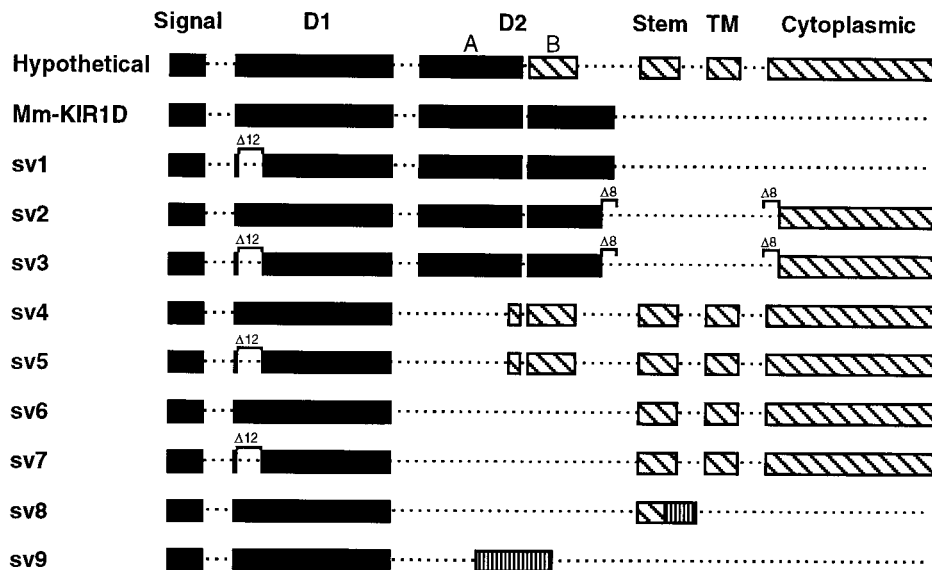 Signal D1 D2 Stem TM Cytoplasmic
A B
Hypothetical
Mm-KIR1D
Δ12
sv1
Δ8 Δ8
sv2
Δ12 Δ8 Δ8
sv3
sv4
Δ12
sv5
sv6
Δ12
sv7
sv8
sv9